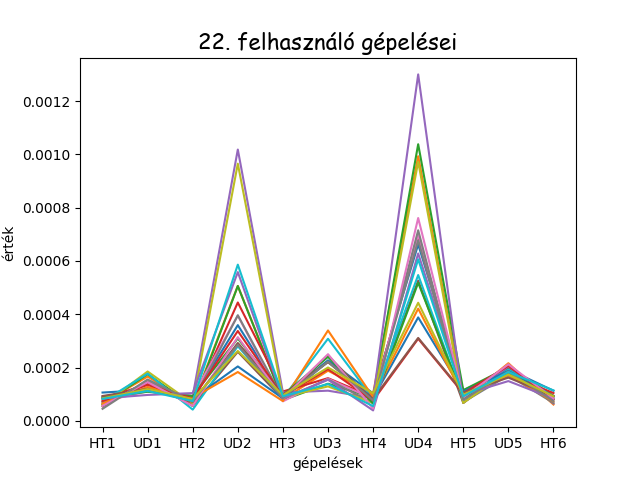 22. felhasználó gépelései
érték
0.0012
0.0010
0.0008
0.0006
0.0004
0.0002
0.0000
HT1 UD1 HT2 UD2 HT3 UD3 HT4 UD4 HT5 UD5 HT6
gépelések